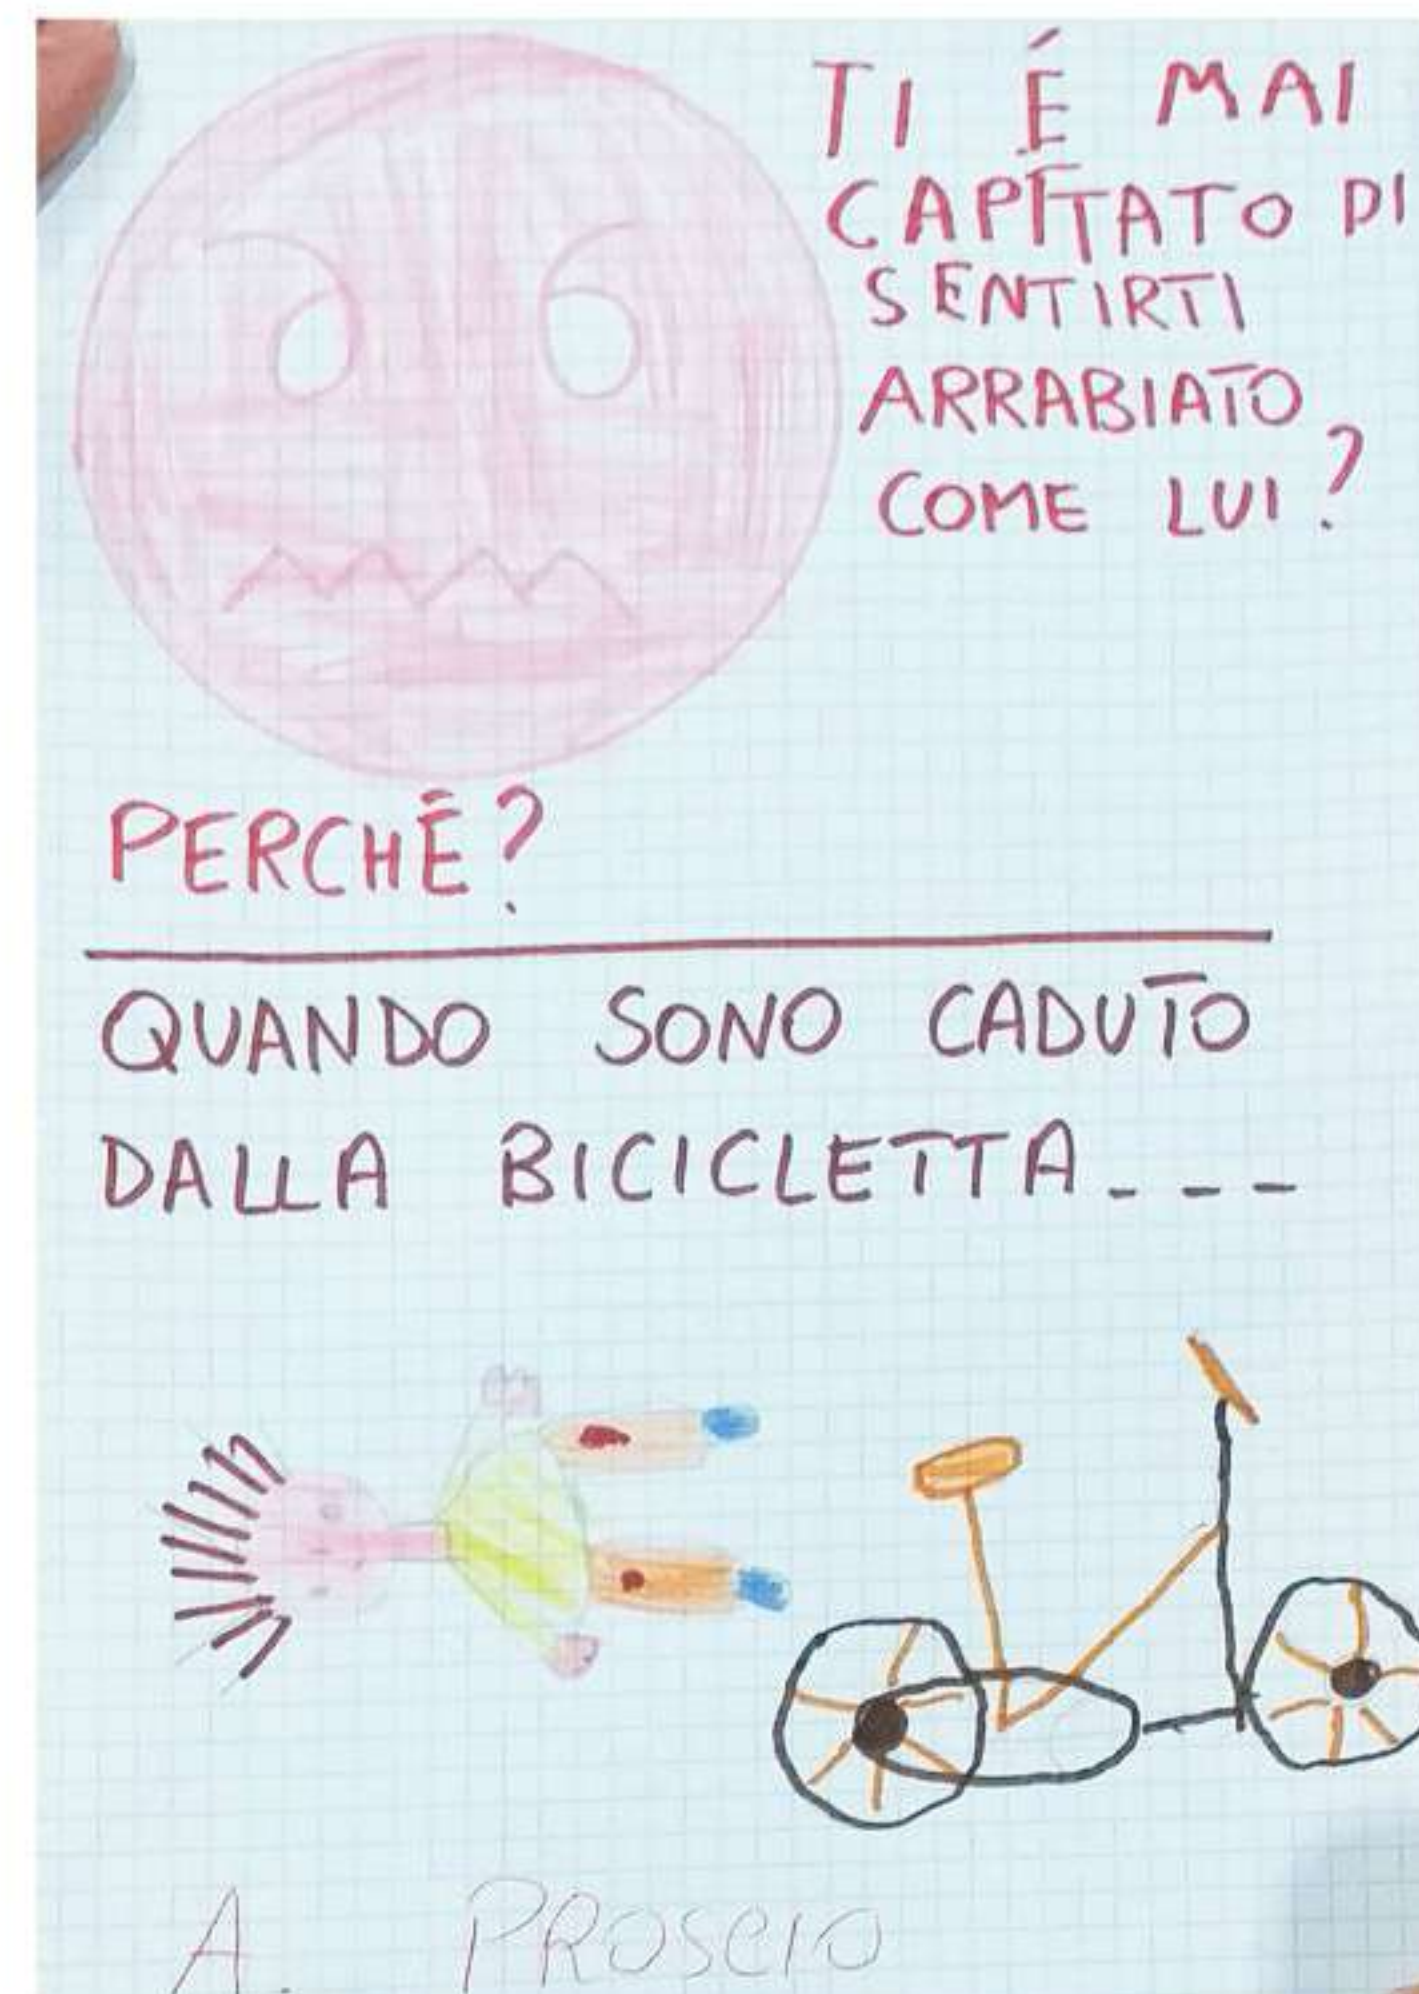 TI É MAI
CAPITATO DI
SENTIRTI
ARRABIATO
COME LUI?
PERCHÉ?
QUANDO SONO CADUTO
DALLA BICICLETTA---
A. PROSCIO